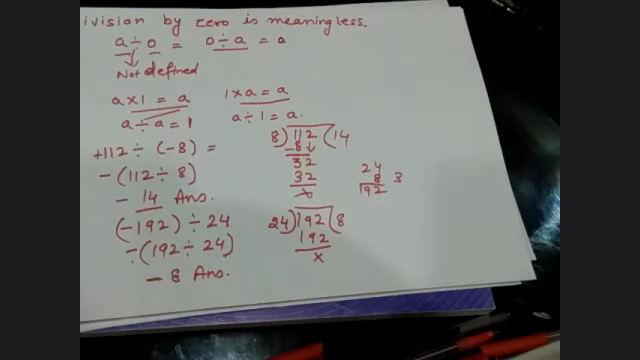 ivision by zero is meaningless.
a ÷ 0 = 0 ÷ a = a
Not defined
a × 1 = a 1 × a = a
a ÷ a = 1 a ÷ 1 = a.
+112 ÷ (-8) = 8) 112 (14
-8↓
32
-(112 ÷ 8) 32
x
24
8 3
192
- 14 Ans.
(-192) ÷ 24 24) 192 (8
192
x
-(192 ÷ 24)
- 8 Ans.